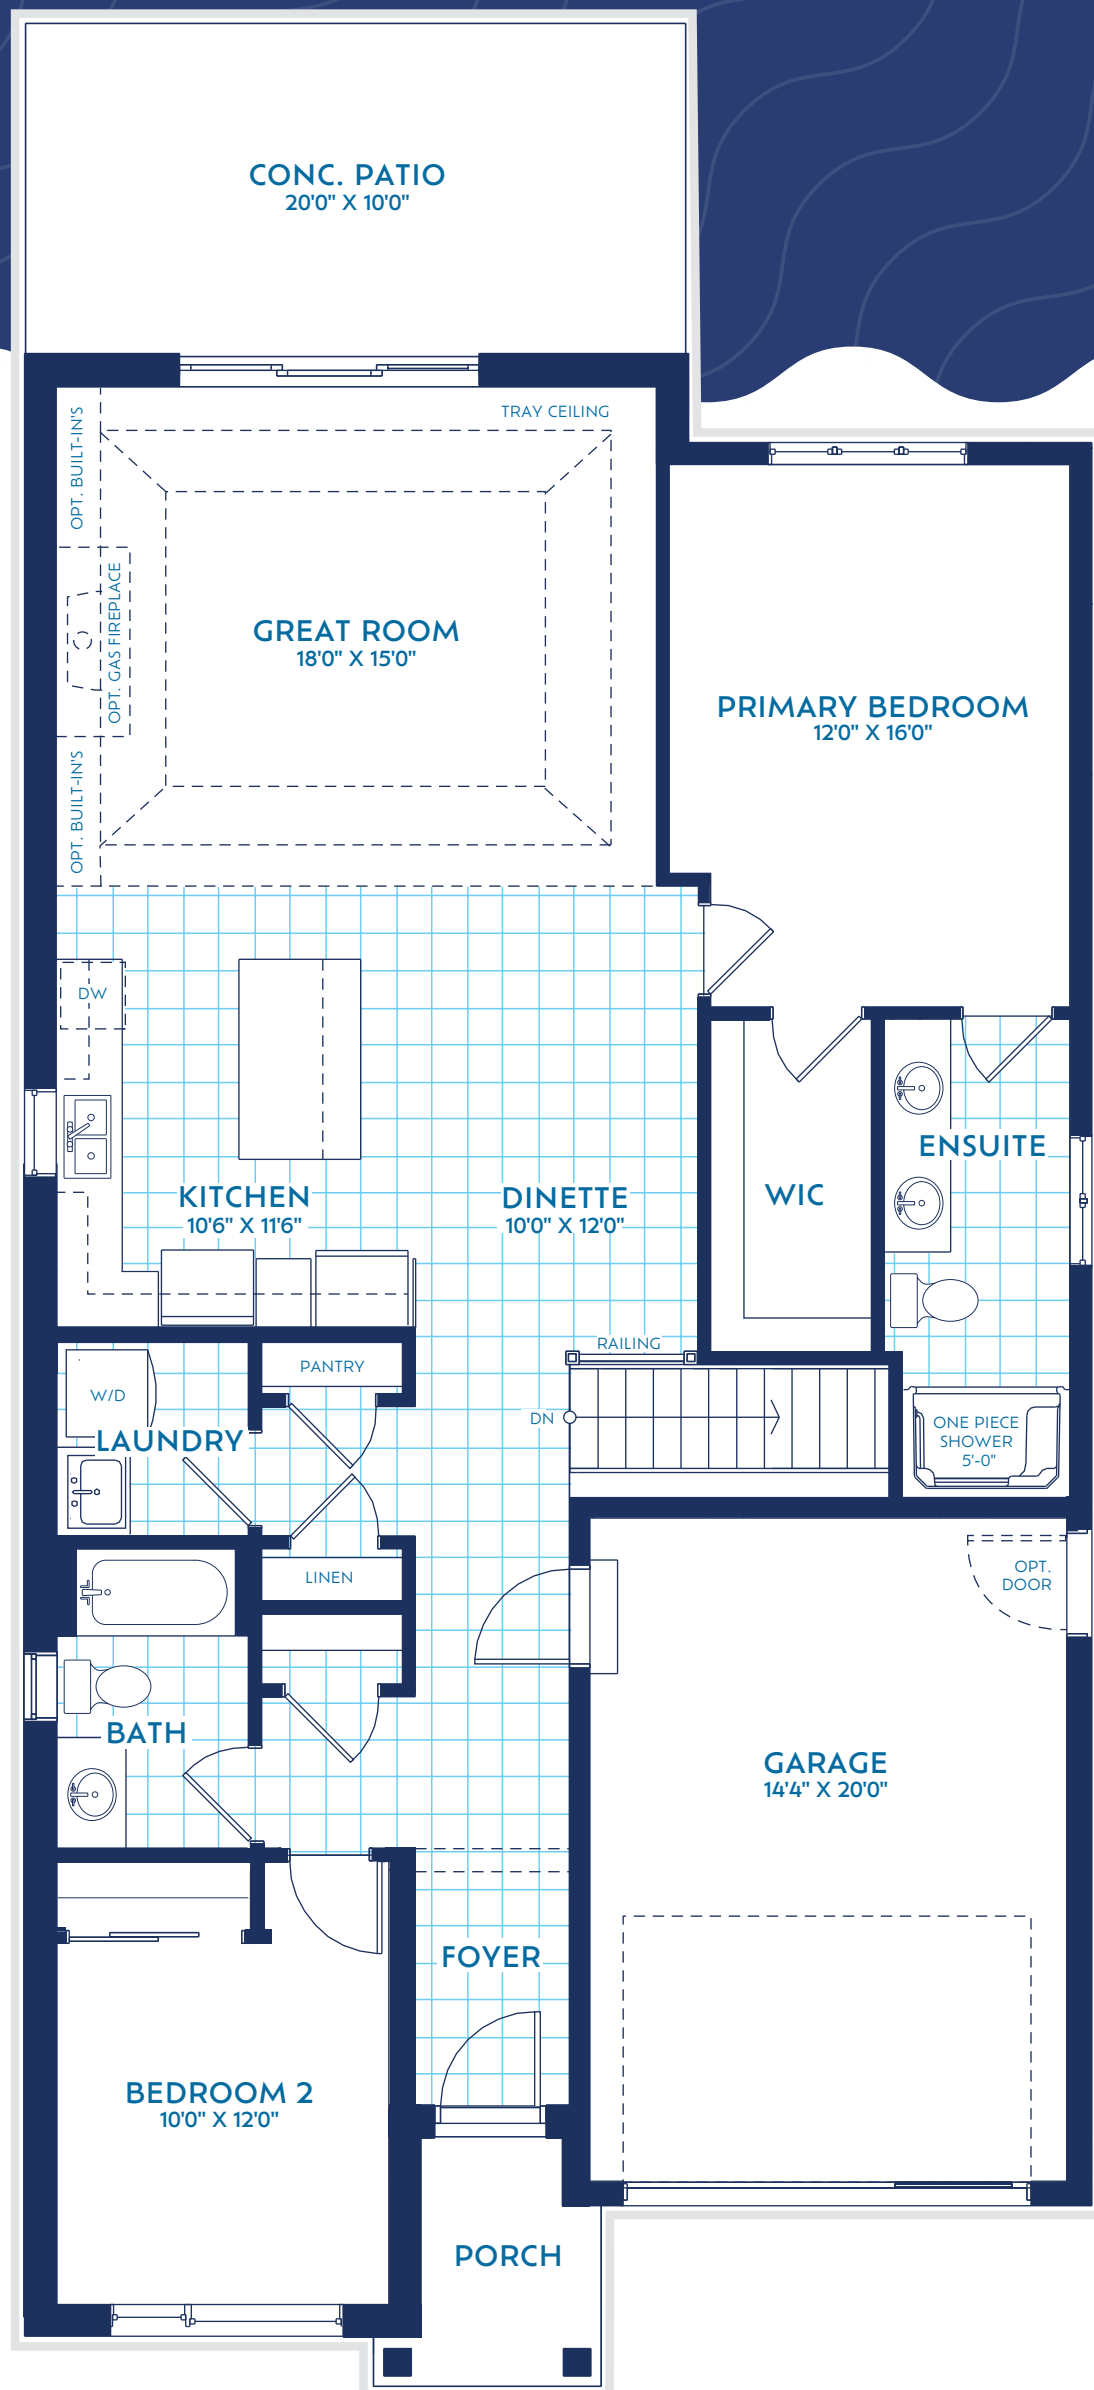 CONC. PATIO
20'0" X 10'0"
TRAY CEILING
OPT. BUILT-IN'S
OPT. GAS FIREPLACE
OPT. BUILT-IN'S
GREAT ROOM
18'0" X 15'0"
PRIMARY BEDROOM
12'0" X 16'0"
DW
KITCHEN
10'6" X 11'6"
DINETTE
10'0" X 12'0"
WIC
ENSUITE
RAILING
PANTRY
W/D
LAUNDRY
DN
ONE PIECE
SHOWER
5'-0"
LINEN
OPT.
DOOR
BATH
GARAGE
14'4" X 20'0"
FOYER
BEDROOM 2
10'0" X 12'0"
PORCH